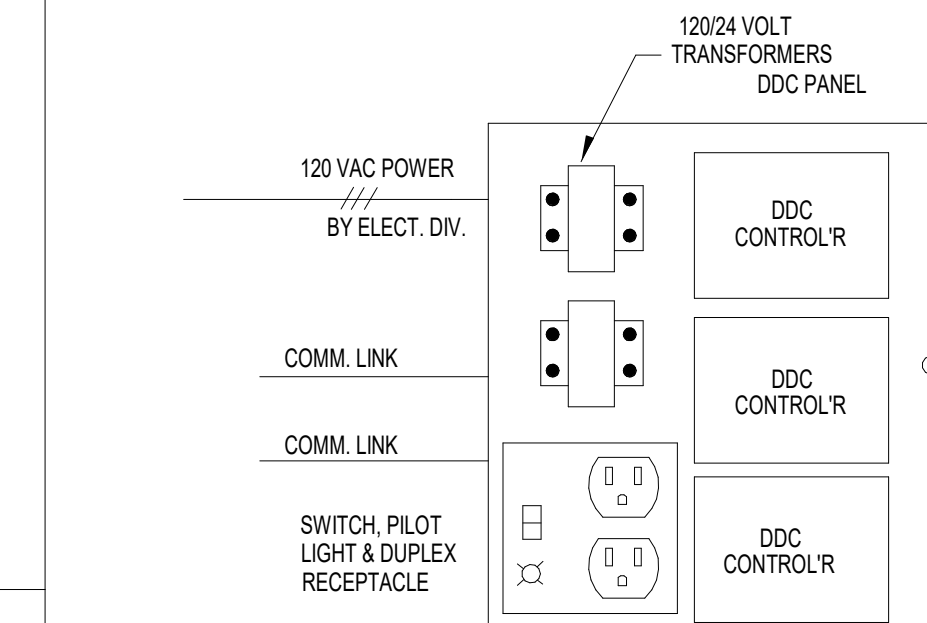 120/24 VOLT
TRANSFORMERS
DDC PANEL
120 VAC POWER
BY ELECT. DIV.
DDC
CONTROL'R
COMM. LINK
DDC
CONTROL'R
COMM. LINK
SWITCH, PILOT
LIGHT & DUPLEX
RECEPTACLE
DDC
CONTROL'R